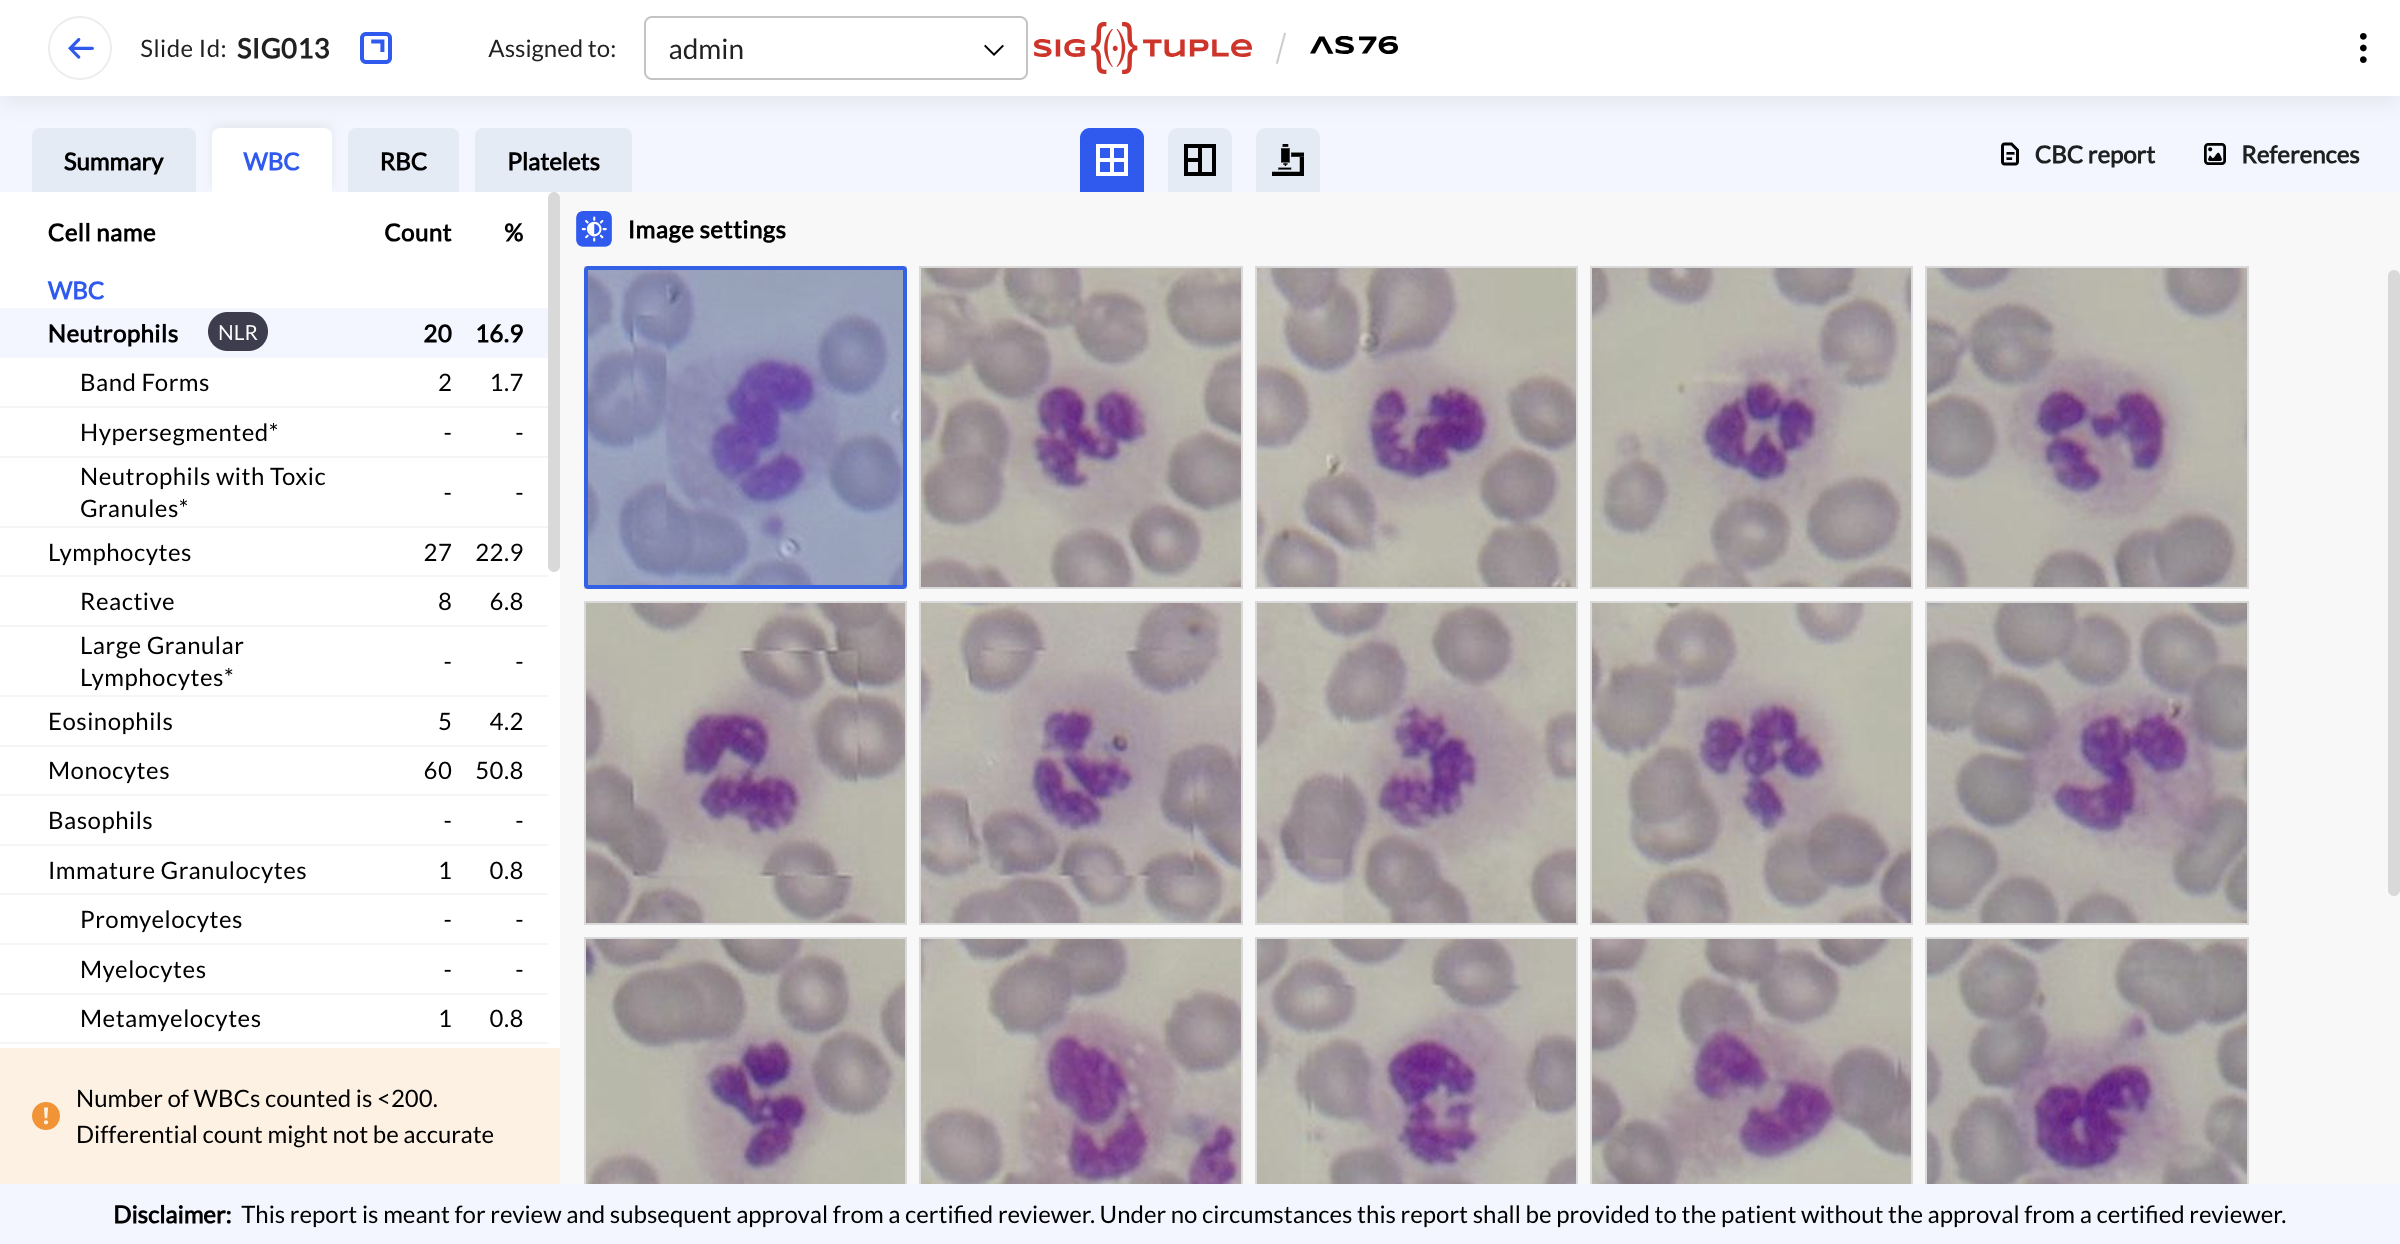 Slide Id: SIG013
Assigned to: admin
SIG TUPLE / AS76
Summary WBC RBC Platelets
CBC report References
Cell name Count %
Image settings
WBC
Neutrophils NLR 20 16.9
Band Forms 2 1.7
Hypersegmented* - -
Neutrophils with Toxic
Granules* - -
Lymphocytes 27 22.9
Reactive 8 6.8
Large Granular
Lymphocytes* - -
Eosinophils 5 4.2
Monocytes 60 50.8
Basophils - -
Immature Granulocytes 1 0.8
Promyelocytes - -
Myelocytes - -
Metamyelocytes 1 0.8
Number of WBCs counted is <200.
Differential count might not be accurate
Disclaimer: This report is meant for review and subsequent approval from a certified reviewer. Under no circumstances this report shall be provided to the patient without the approval from a certified reviewer.